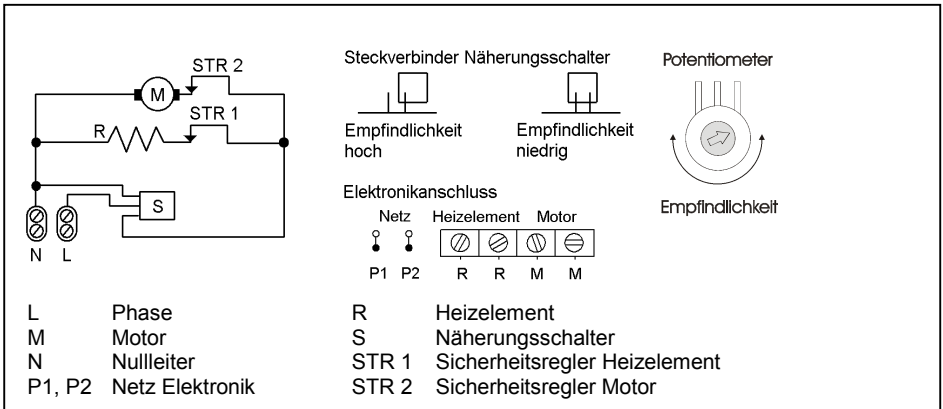 STR 2
M
STR 1
R
S
N L
Steckverbinder Näherungsschalter
Empfindlichkeit
hoch
Empfindlichkeit
niedrig
Potentiometer
Empfindlichkeit
Elektronikanschluss
Netz Heizelement Motor
P1 P2 R R M M
L Phase
M Motor
N Nullleiter
P1, P2 Netz Elektronik
R Heizelement
S Näherungsschalter
STR 1 Sicherheitsregler Heizelement
STR 2 Sicherheitsregler Motor